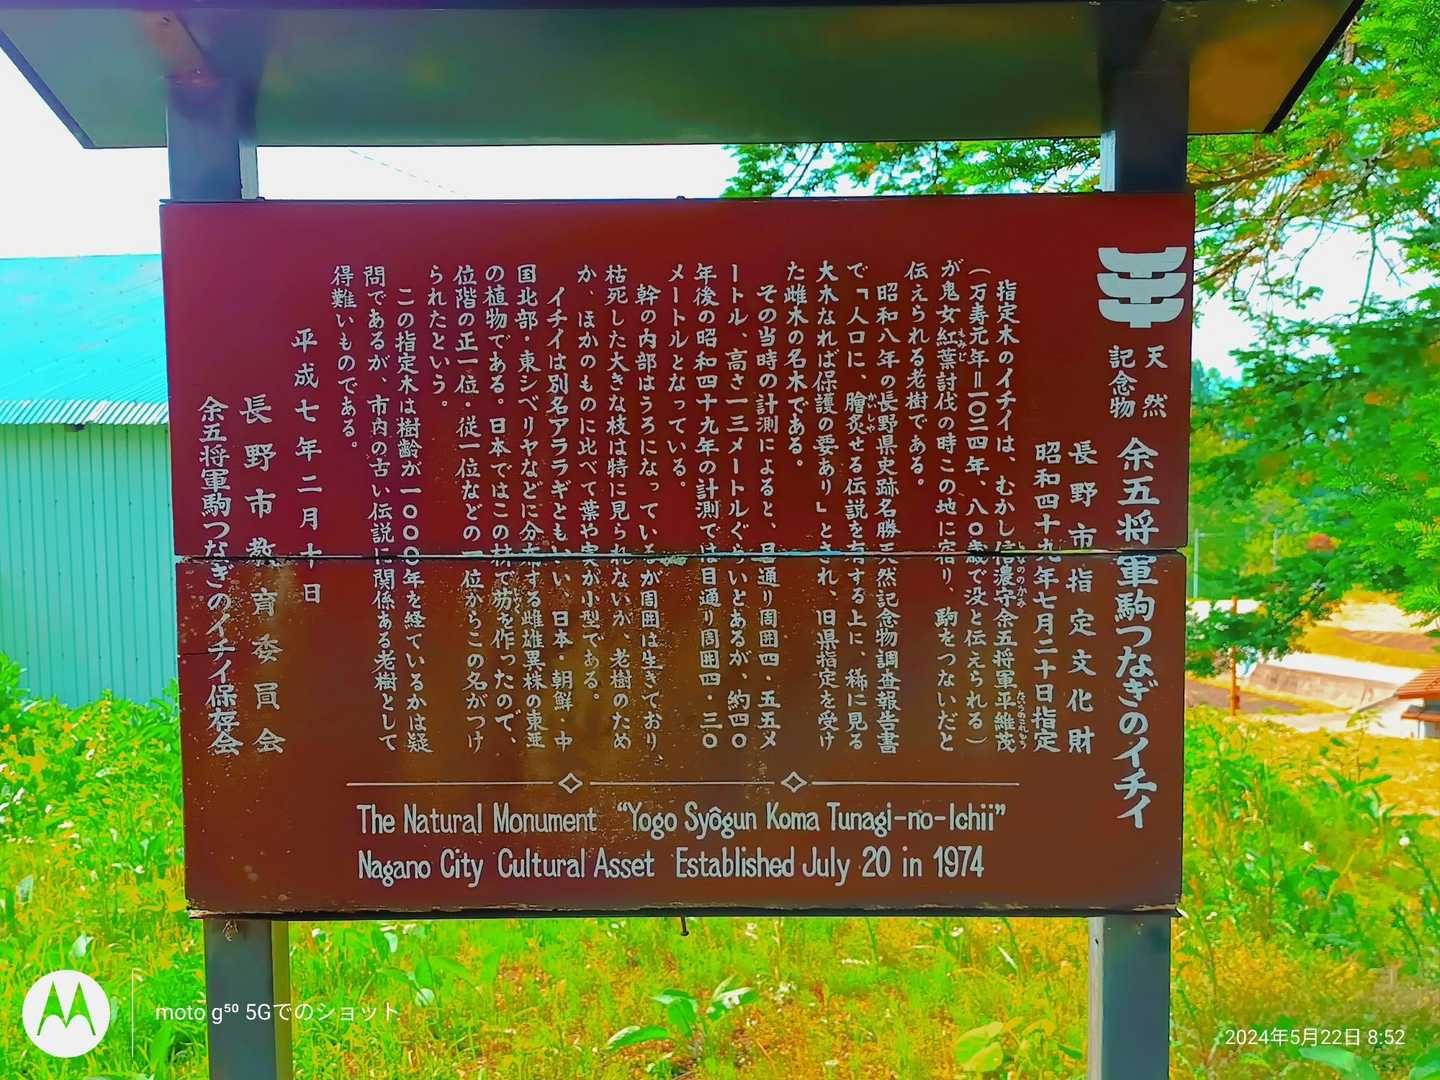 天然
記念物
余五将軍駒つなぎのイチイ
長野市指定文化財
昭和四十九年七月二十日指定
指定木のイチイは、むかし信濃守余五将軍平維茂
（万寿元年＝一〇二四年、八〇歳で没と伝えられる）
が鬼女紅葉討伐の時この地に宿り、駒をつないだと
もみじ
伝えられる老樹である。
昭和八年の長野県史跡名勝天然記念物調査報告書
で「人口に、膾炙せる伝説を有する上に、稀に見る
かいしゃ
大木なれば保護の要あり」とされ、旧県指定を受け
た雌木の名木である。
その当時の計測によると、目通り周囲四・五五メ
ートル、高さ一三メートルぐらいとあるが、約四〇
年後の昭和四十九年の計測では目通り周囲四・三〇
メートルとなっている。
幹の内部はうろになっているが周囲は生きており、
枯死した大きな枝は特に見られないが、老樹のため
か、ほかのものに比べて葉や実が小型である。
イチイは別名アララギともいい、日本・朝鮮・中
国北部・東シベリヤなどに分布する雌雄異株の東亜
の植物である。日本ではこの材で笏を作ったので、
位階の正一位・従一位などの一位からこの名がつけ
られたという。
この指定木は樹齢が一〇〇〇年を経ているかは疑
問であるが、市内の古い伝説に関係ある老樹として
得難いものである。
平成七年二月十日
長野市教育委員会
余五将軍駒つなぎのイチイ保存会
The Natural Monument “Yogo Syôgun Koma Tunagi-no-Ichii”
Nagano City Cultural Asset Established July 20 in 1974
moto g⁵⁰ 5Gでのショット
2024年5月22日 8:52